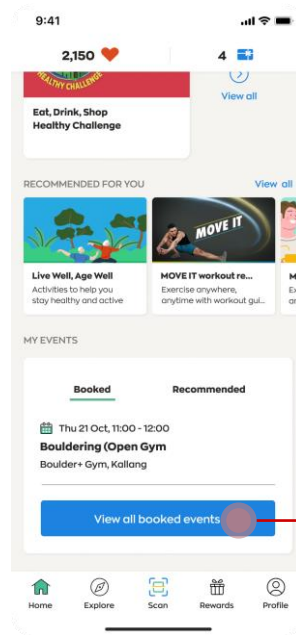 9:41
2,150
4
HEALTHY CHALLENGE
View all
Eat, Drink, Shop
Healthy Challenge
RECOMMENDED FOR YOU
View all
MOVE IT
Live Well, Age Well
Activities to help you
stay healthy and active
MOVE IT workout re...
Exercise anywhere,
anytime with workout gui...
MY EVENTS
Booked
Recommended
Thu 21 Oct, 11:00 - 12:00
Bouldering (Open Gym
Boulder+ Gym, Kallang
View all booked events
Home
Explore
Scan
Rewards
Profile